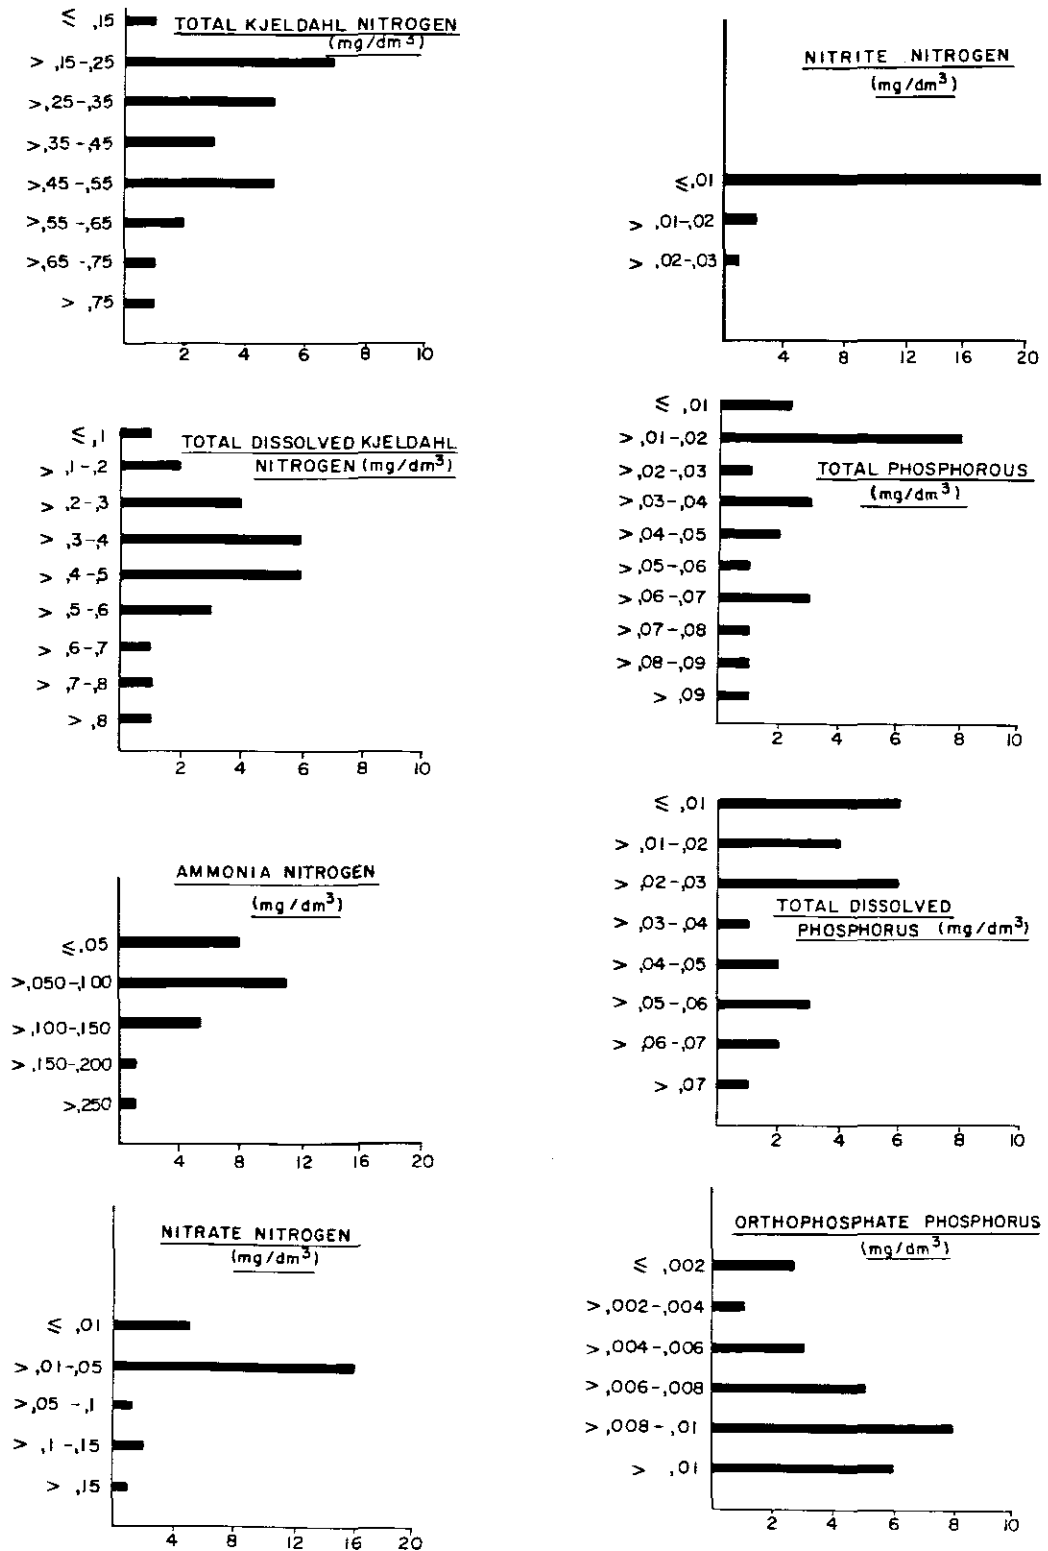 TOTAL KJELDAHL NITROGEN
(mg/dm³)
≤ ,15
> ,15-,25
>,25-,35
>,35-,45
>,45-,55
>,55-,65
>,65-,75
> ,75
2 4 6 8 10
NITRITE NITROGEN
(mg/dm³)
≤,01
> ,01-,02
> ,02-,03
4 8 12 16 20
TOTAL DISSOLVED KJELDAHL
NITROGEN (mg/dm³)
≤ ,1
> ,1-,2
> ,2-,3
> ,3-,4
> ,4-,5
> ,5-,6
> ,6-,7
> ,7-,8
> ,8
2 4 6 8 10
TOTAL PHOSPHOROUS
(mg/dm³)
≤ ,01
> ,01-,02
>,02-,03
>,03-,04
>,04-,05
>,05-,06
>,06-,07
>,07-,08
>,08-,09
> ,09
2 4 6 8 10
AMMONIA NITROGEN
(mg/dm³)
≤,05
>,050-,100
>,100-,150
>,150-,200
>,250
4 8 12 16 20
TOTAL DISSOLVED
PHOSPHORUS (mg/dm³)
≤ ,01
> ,01-,02
> ,02-,03
> ,03-,04
> ,04-,05
> ,05-,06
> ,06-,07
> ,07
2 4 6 8 10
NITRATE NITROGEN
(mg/dm³)
≤ ,01
>,01-,05
>,05-,1
> ,1-,15
> ,15
4 8 12 16 20
ORTHOPHOSPHATE PHOSPHORUS
(mg/dm³)
≤ ,002
>,002-,004
>,004-,006
>,006-,008
>,008-,01
> ,01
2 4 6 8 10